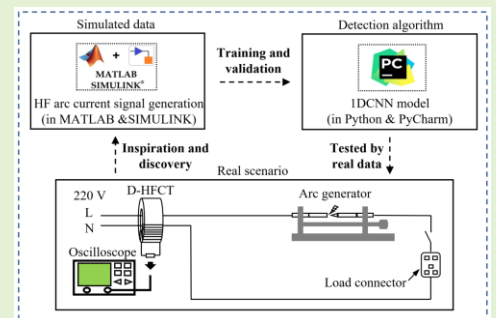 Simulated data
Detection algorithm
MATLAB
SIMULINK®
HF arc current signal generation
(in MATLAB &SIMULINK)
Training and
validation
PC
1DCNN model
(in Python & PyCharm)
Inspiration and
discovery
Tested by
real data
Real scenario
220 V
L
N
D-HFCT
Arc generator
Oscilloscope
Load connector